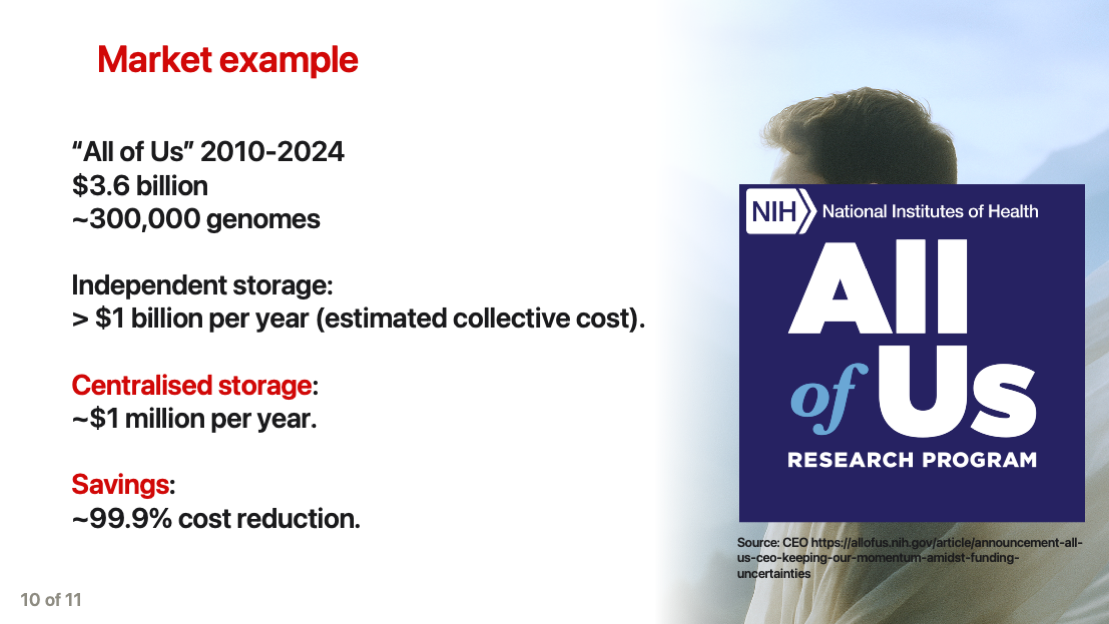 Market example
“All of Us” 2010-2024
$3.6 billion
~300,000 genomes
Independent storage:
> $1 billion per year (estimated collective cost).
Centralised storage:
~$1 million per year.
Savings:
~99.9% cost reduction.
NIH National Institutes of Health
All
of Us
RESEARCH PROGRAM
Source: CEO https://allofus.nih.gov/article/announcement-all-
us-ceo-keeping-our-momentum-amidst-funding-
uncertainties
10 of 11